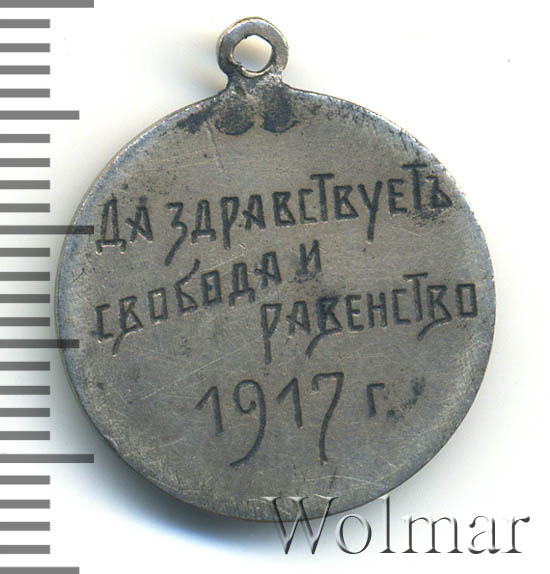 Да здравствуетъ
свобода и
равенство
1917 г.
Wolmar